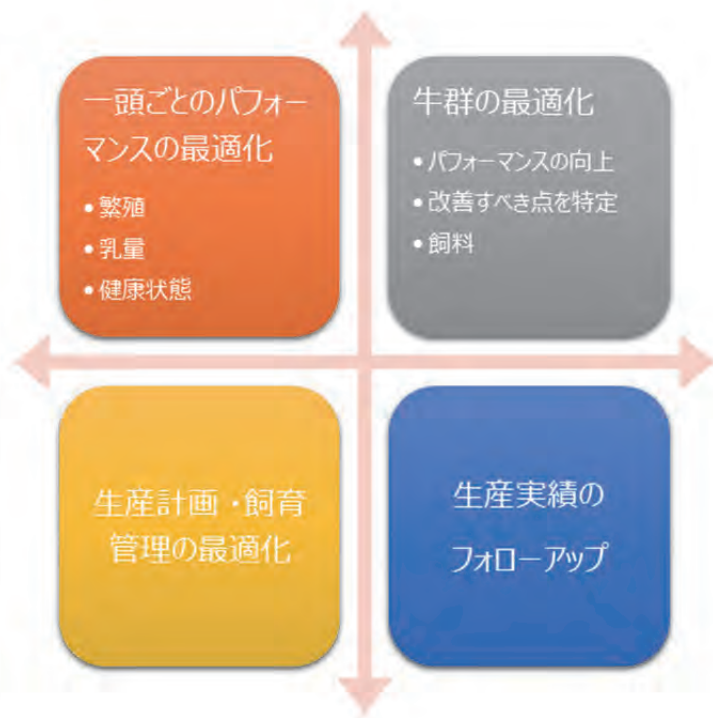 一頭ごとのパフォー
マンスの最適化
• 繁殖
• 乳量
• 健康状態
牛群の最適化
• パフォーマンスの向上
• 改善すべき点を特定
• 飼料
生産計画・飼育
管理の最適化
生産実績の
フォローアップ